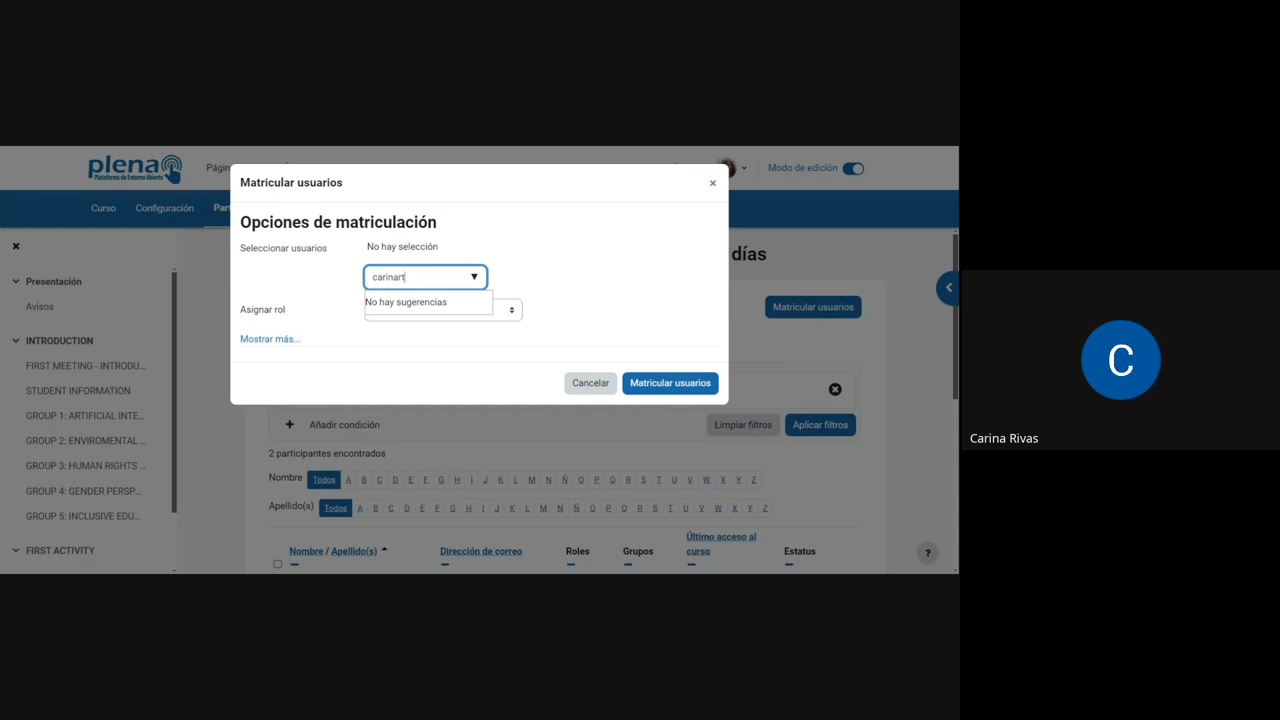 plena
Plataforma de Entorno Abierto
Págin
Modo de edición
Curso
Configuración
Part
Matricular usuarios
×
Opciones de matriculación
Seleccionar usuarios
No hay selección
carinart
No hay sugerencias
Asignar rol
Mostrar más...
Cancelar
Matricular usuarios
días
Matricular usuarios
Presentación
Avisos
INTRODUCTION
FIRST MEETING - INTRODU...
STUDENT INFORMATION
GROUP 1: ARTIFICIAL INTE...
GROUP 2: ENVIROMENTAL ...
GROUP 3: HUMAN RIGHTS ...
GROUP 4: GENDER PERSP...
GROUP 5: INCLUSIVE EDU...
FIRST ACTIVITY
Añadir condición
Limpiar filtros
Aplicar filtros
2 participantes encontrados
Nombre Todos A B C D E F G H I J K L M N Ñ O P Q R S T U V W X Y Z
Apellido(s) Todos A B C D E F G H I J K L M N Ñ O P Q R S T U V W X Y Z
Nombre / Apellido(s)
Dirección de correo
Roles
Grupos
Último acceso al
curso
Estatus
?
C
Carina Rivas